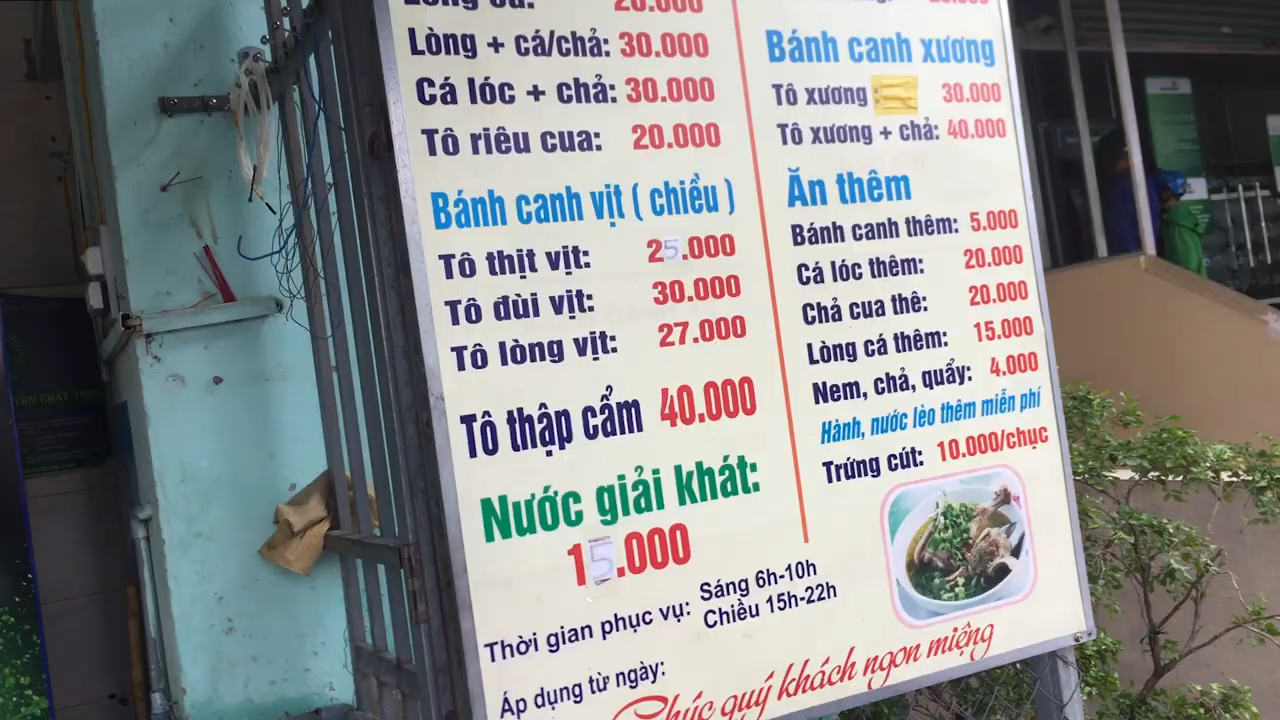 20.000
Lòng + cá/chả: 30.000
Cá lóc + chả: 30.000
Tô riêu cua: 20.000
Bánh canh vịt ( chiều )
Tô thịt vịt: 25.000
Tô đùi vịt: 30.000
Tô lòng vịt: 27.000
Tô thập cẩm 40.000
Nước giải khát:
15.000
Bánh canh xương
Tô xương 30.000
Tô xương + chả: 40.000
Ăn thêm
Bánh canh thêm: 5.000
Cá lóc thêm: 20.000
Chả cua thê: 20.000
Lòng cá thêm: 15.000
Nem, chả, quẩy: 4.000
Hành, nước lèo thêm miễn phí
Trứng cút: 10.000/chục
Thời gian phục vụ: Sáng 6h-10h
Chiều 15h-22h
Áp dụng từ ngày:
Chúc quý khách ngon miệng